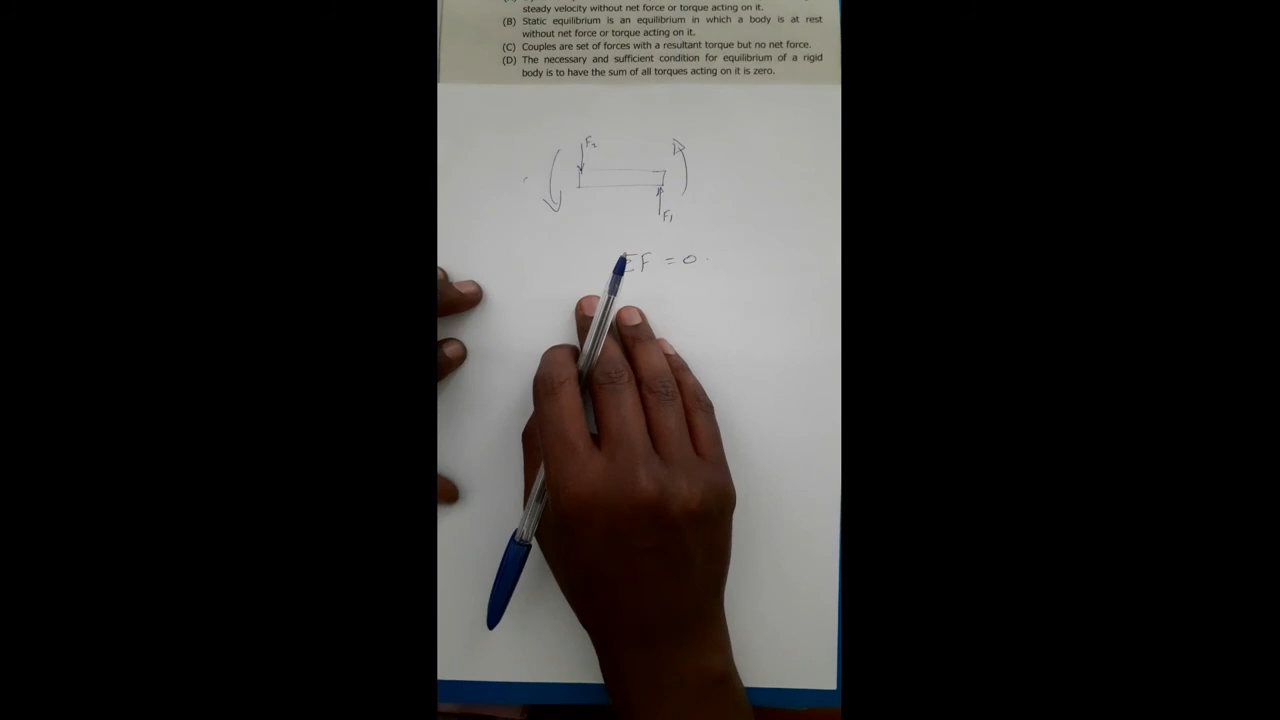 steady velocity without net force or torque acting on it.
(B) Static equilibrium is an equilibrium in which a body is at rest
without net force or torque acting on it.
(C) Couples are set of forces with a resultant torque but no net force.
(D) The necessary and sufficient condition for equilibrium of a rigid
body is to have the sum of all torques acting on it is zero.
F2
F1
ΣF = 0